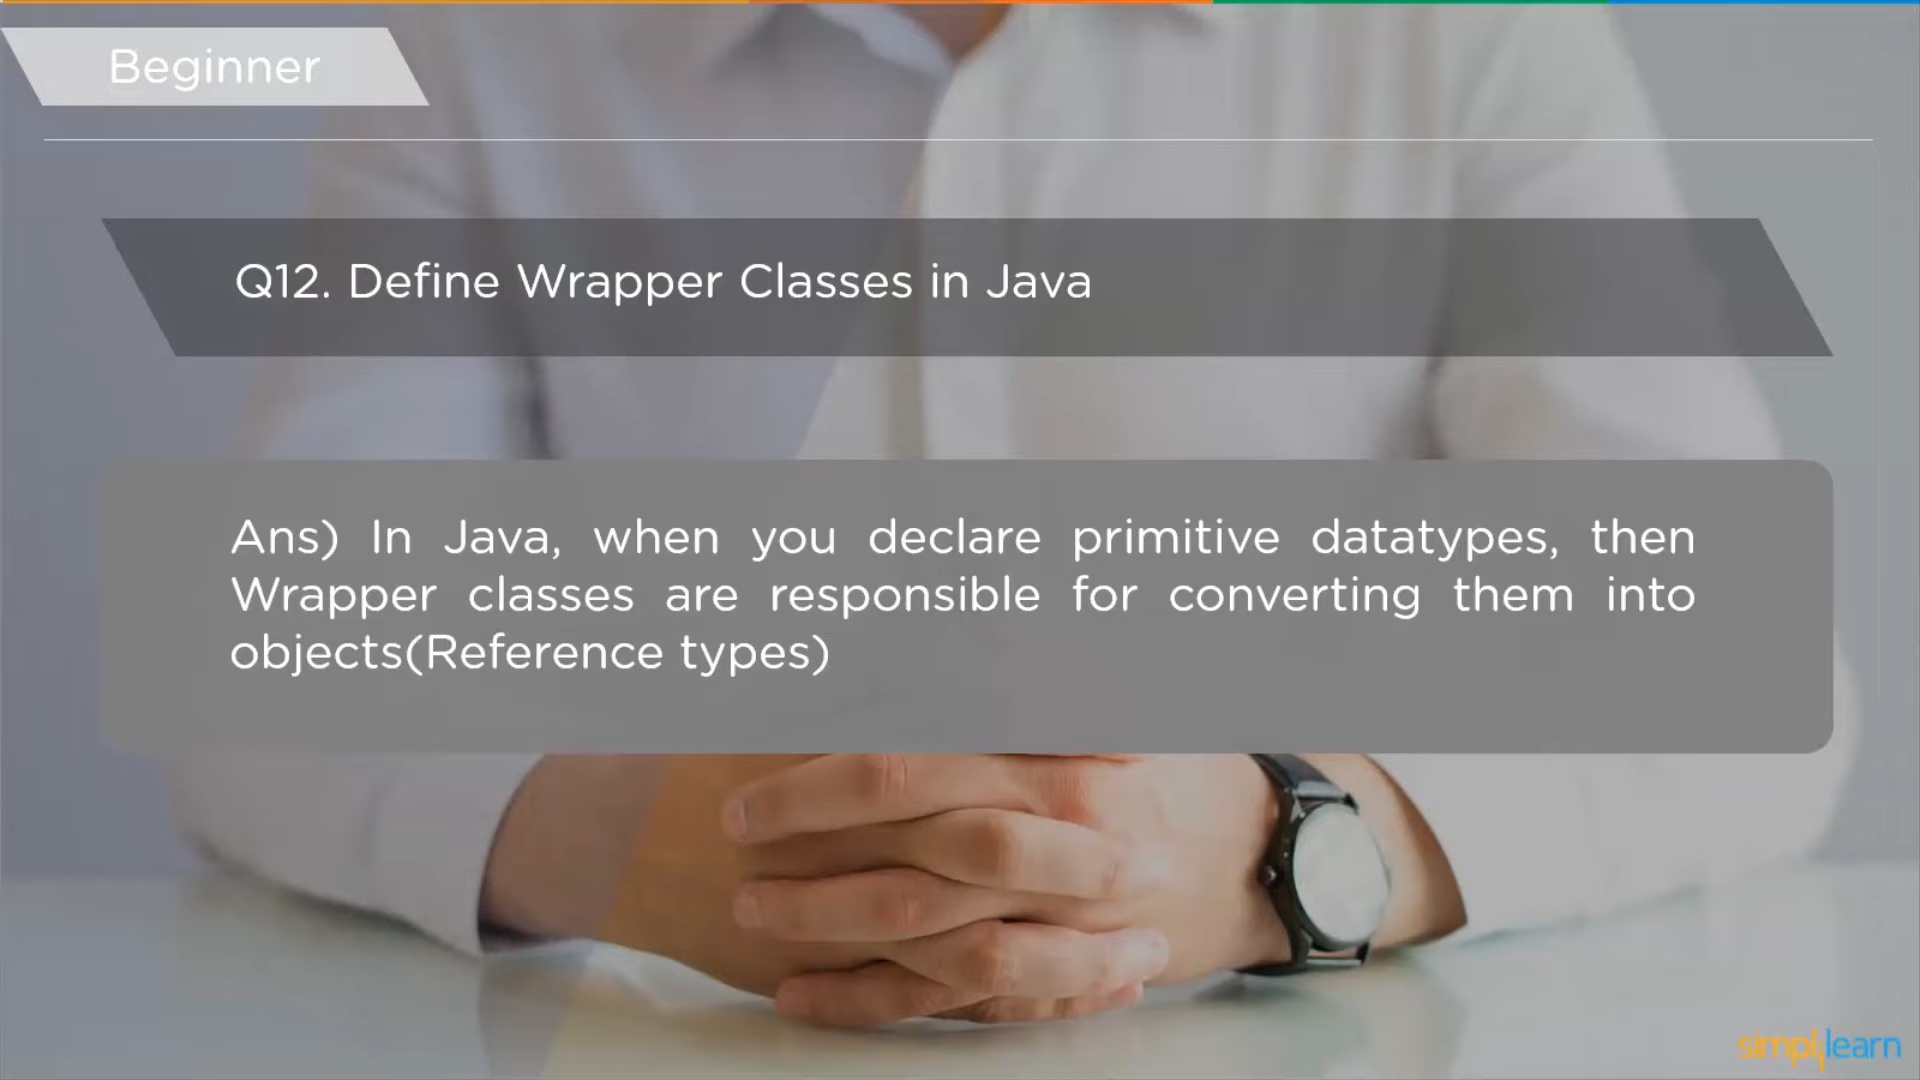 Beginner
Q12. Define Wrapper Classes in Java
Ans) In Java, when you declare primitive datatypes, then
Wrapper classes are responsible for converting them into
objects(Reference types)
simplilearn